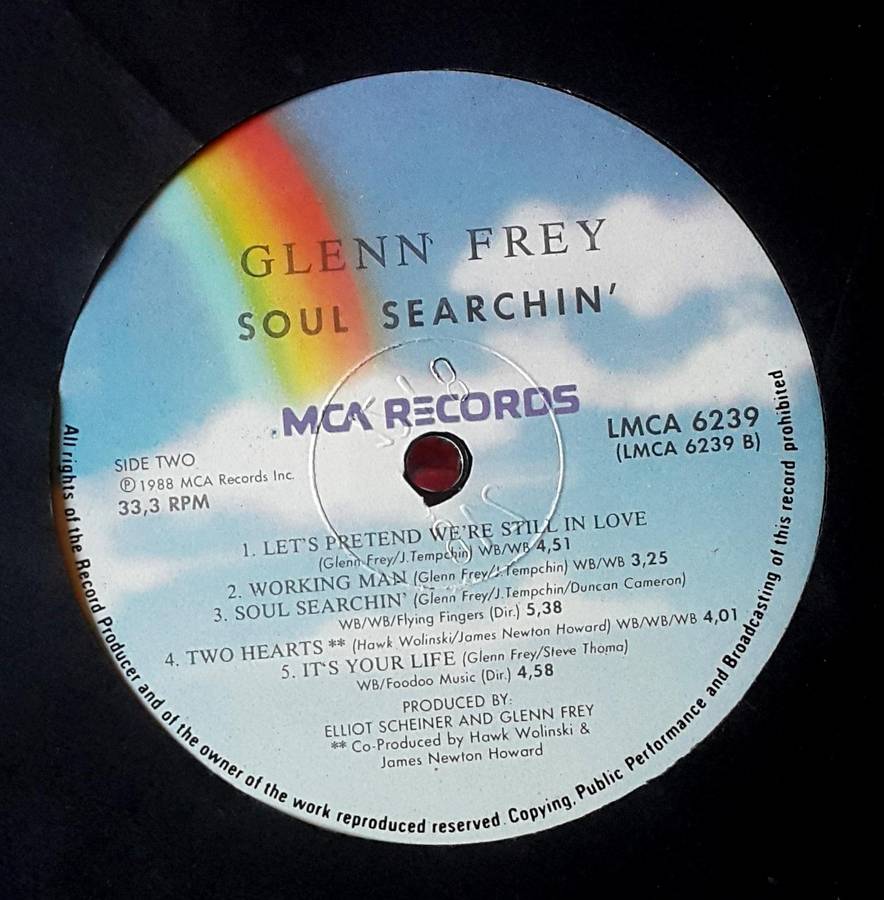 GLENN FREY
SOUL SEARCHIN'
MCA RECORDS
SIDE TWO
Ⓟ 1988 MCA Records Inc.
33,3 RPM
LMCA 6239
(LMCA 6239 B)
1. LET'S PRETEND WE'RE STILL IN LOVE
(Glenn Frey/J.Tempchin) WB/WB 4,51
2. WORKING MAN (Glenn Frey/J.Tempchin) WB/WB 3,25
3. SOUL SEARCHIN' (Glenn Frey/J.Tempchin/Duncan Cameron)
WB/WB/Flying Fingers (Dir.) 5,38
4. TWO HEARTS ** (Hawk Wolinski/James Newton Howard) WB/WB/WB 4,01
5. IT'S YOUR LIFE (Glenn Frey/Steve Thoma)
WB/Foodoo Music (Dir.) 4,58
PRODUCED BY:
ELLIOT SCHEINER AND GLENN FREY
** Co-Produced by Hawk Wolinski &
James Newton Howard
All rights of the Record Producer and of the owner of the work reproduced reserved. Copying, Public Performance and Broadcasting of this record prohibited